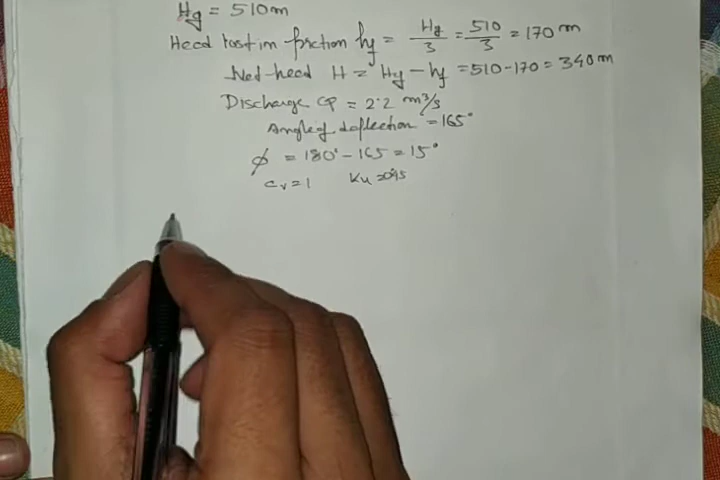 Hg = 510m
Head lost in friction hf = Hg/3 = 510/3 = 170 m
Net head H = Hg - hf = 510-170 = 340 m
Discharge Q = 2.2 m³/s
Angle of deflection = 165°
ϕ = 180° - 165 = 15°
Cv = 1 Ku = 0.45